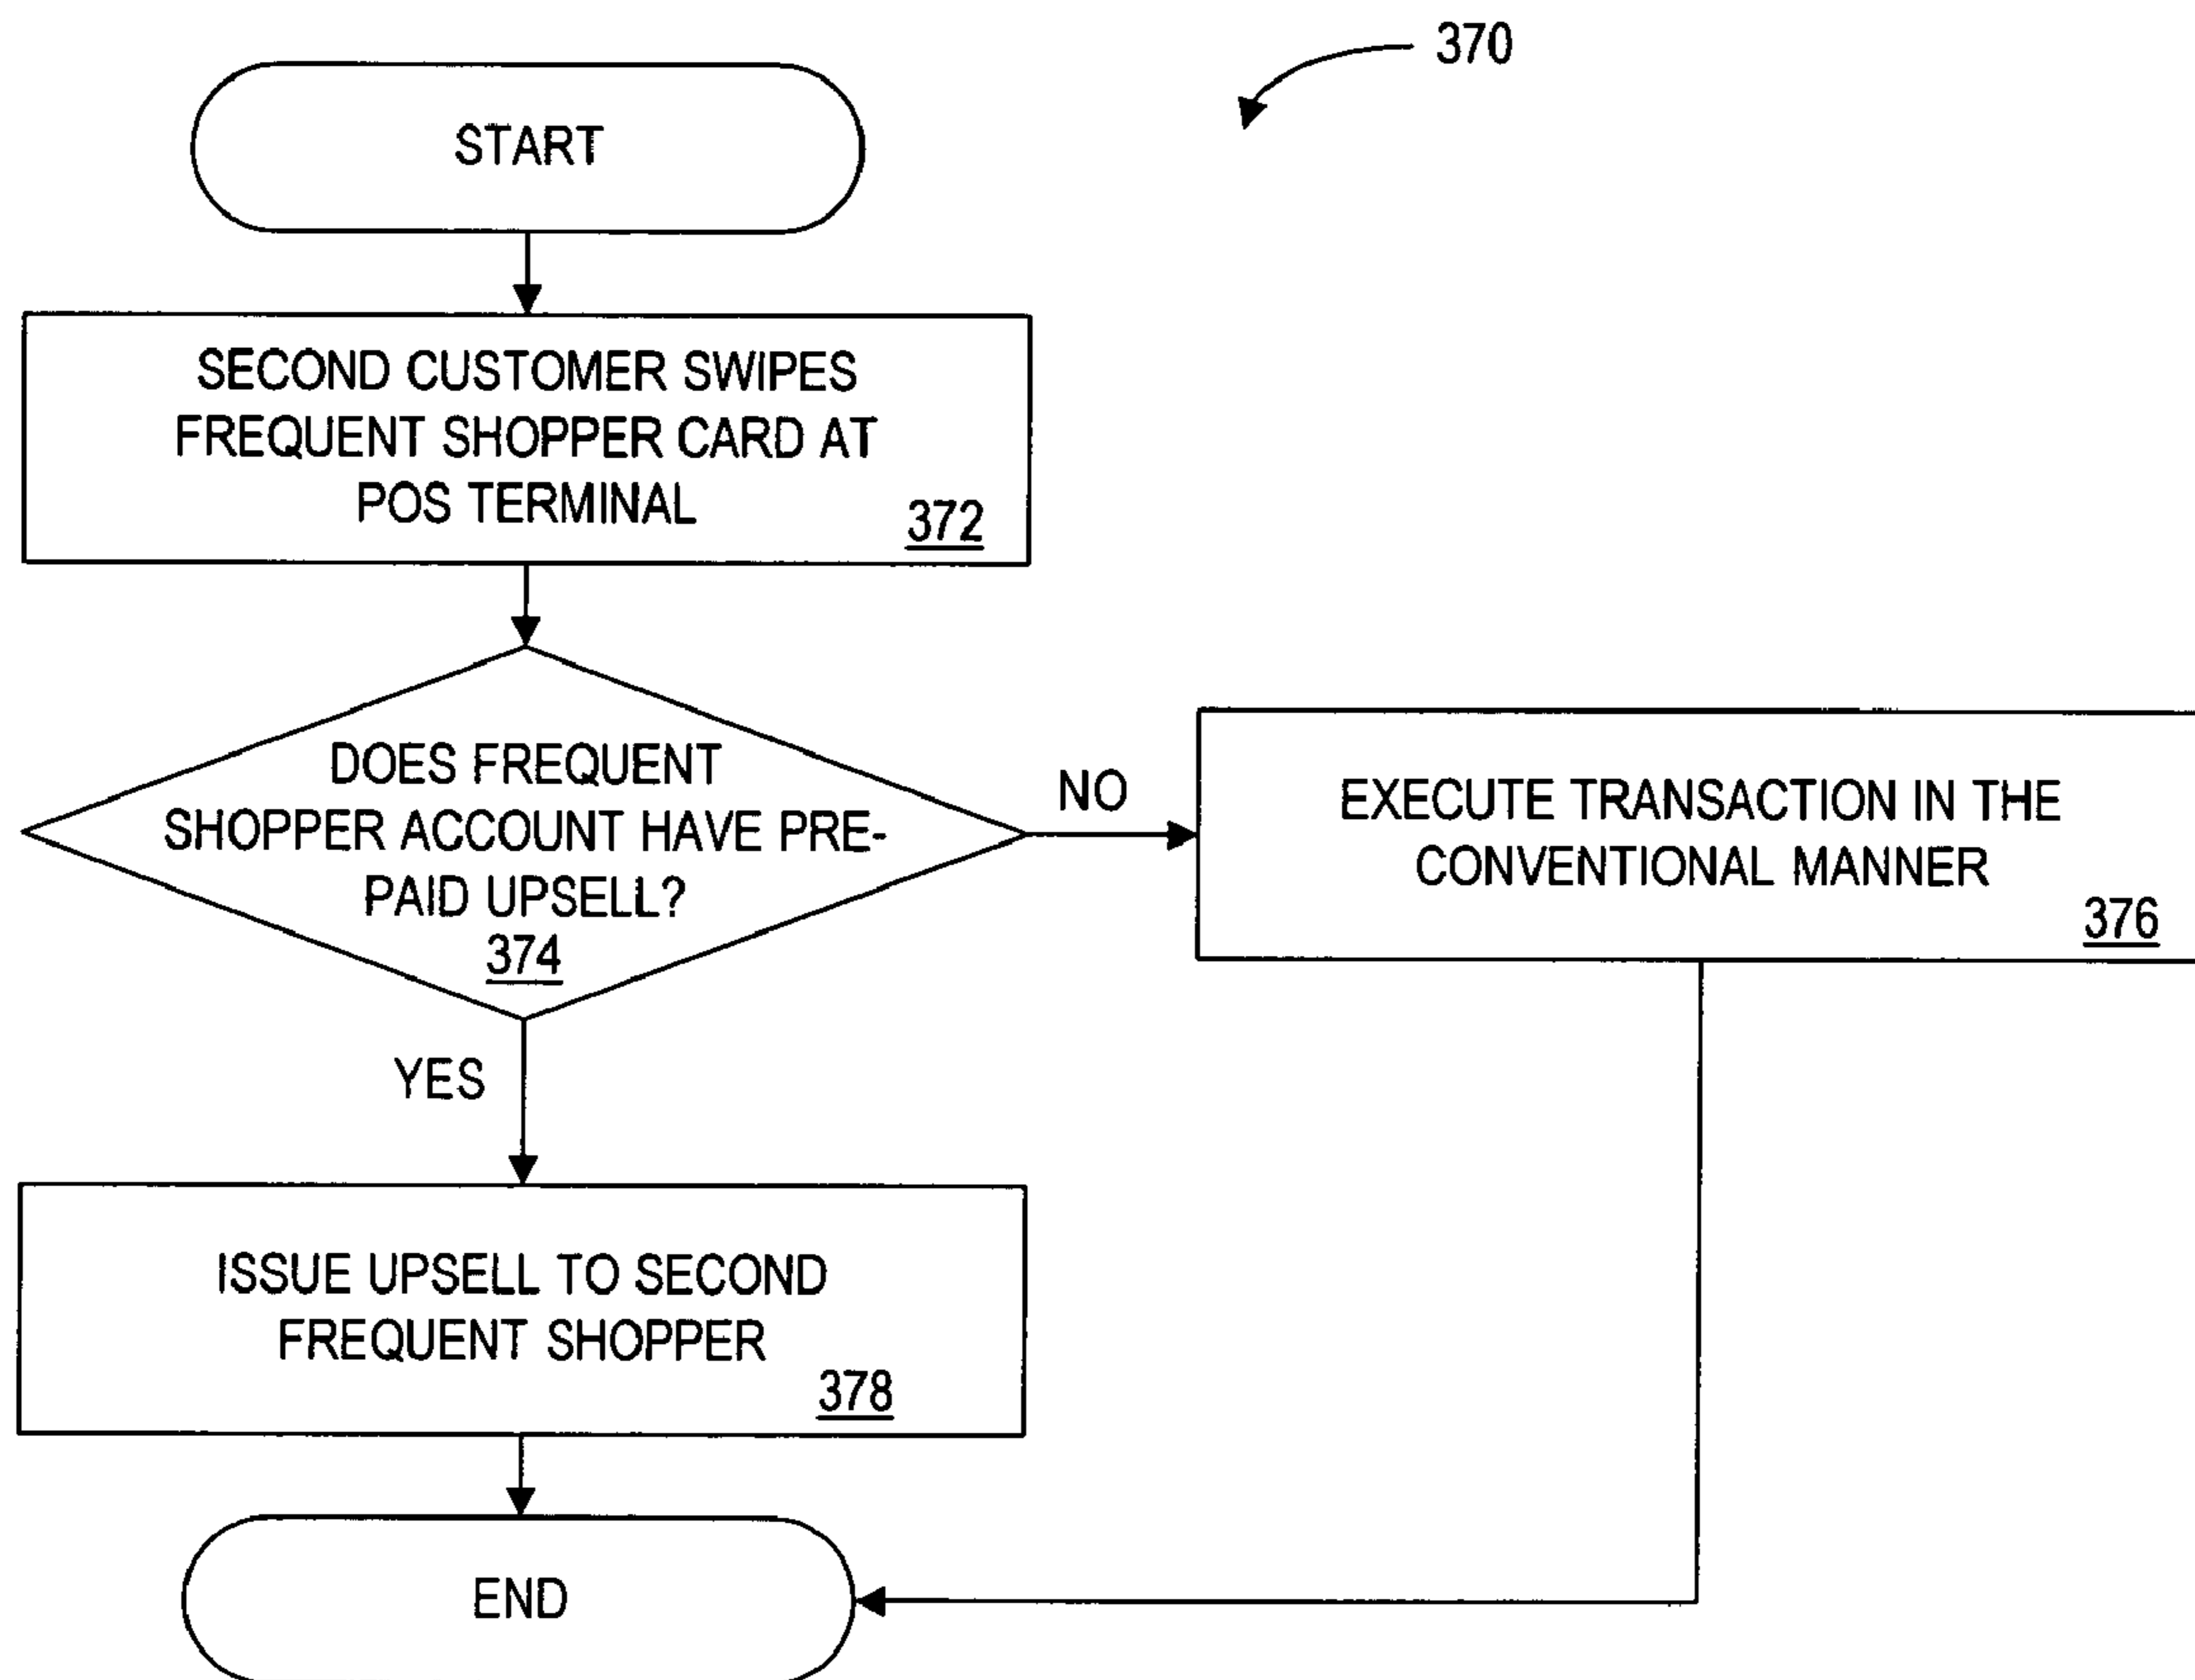 370
START
SECOND CUSTOMER SWIPES
FREQUENT SHOPPER CARD AT
POS TERMINAL
372
DOES FREQUENT
SHOPPER ACCOUNT HAVE PRE-
PAID UPSELL?
374
NO
EXECUTE TRANSACTION IN THE
CONVENTIONAL MANNER
376
YES
ISSUE UPSELL TO SECOND
FREQUENT SHOPPER
378
END